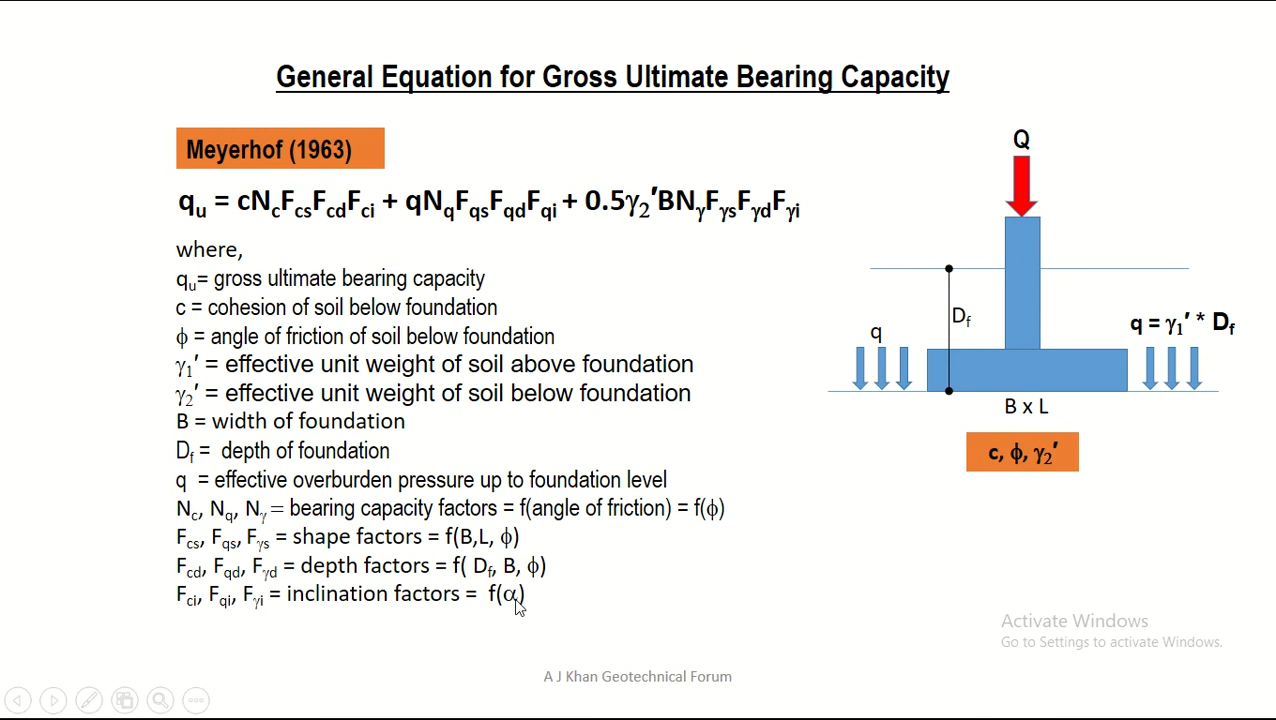 General Equation for Gross Ultimate Bearing Capacity
Meyerhof (1963)
qu = cNcFcsFcdFci + qNqFqsFqdFqi + 0.5γ2′BNγFγsFγdFγi
where,
qu= gross ultimate bearing capacity
c = cohesion of soil below foundation
ϕ = angle of friction of soil below foundation
γ1′ = effective unit weight of soil above foundation
γ2′ = effective unit weight of soil below foundation
B = width of foundation
Df = depth of foundation
q = effective overburden pressure up to foundation level
Nc, Nq, Nγ = bearing capacity factors = f(angle of friction) = f(ϕ)
Fcs, Fqs, Fγs = shape factors = f(B,L, ϕ)
Fcd, Fqd, Fγd = depth factors = f( Df, B, ϕ)
Fci, Fqi, Fγi = inclination factors = f(α)
Q
Df
q
q = γ1′ * Df
B x L
c, ϕ, γ2′
Activate Windows
Go to Settings to activate Windows.
A J Khan Geotechnical Forum